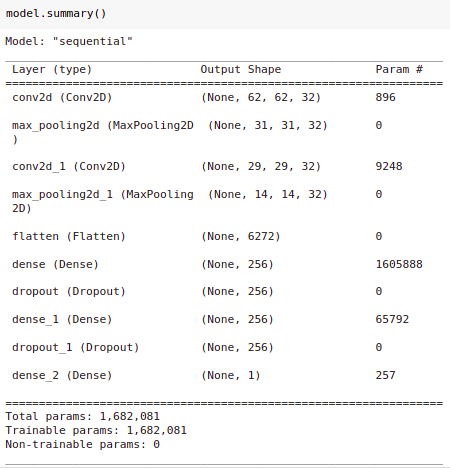 model.summary()
Model: "sequential"
_________________________________________________________________
Layer (type) Output Shape Param #
=================================================================
conv2d (Conv2D) (None, 62, 62, 32) 896
max_pooling2d (MaxPooling2D (None, 31, 31, 32) 0
)
conv2d_1 (Conv2D) (None, 29, 29, 32) 9248
max_pooling2d_1 (MaxPooling (None, 14, 14, 32) 0
2D)
flatten (Flatten) (None, 6272) 0
dense (Dense) (None, 256) 1605888
dropout (Dropout) (None, 256) 0
dense_1 (Dense) (None, 256) 65792
dropout_1 (Dropout) (None, 256) 0
dense_2 (Dense) (None, 1) 257
=================================================================
Total params: 1,682,081
Trainable params: 1,682,081
Non-trainable params: 0
_________________________________________________________________